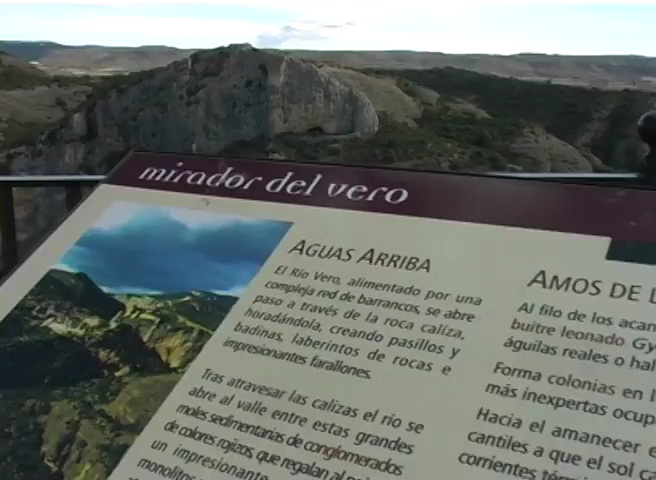 mirador del vero
AGUAS ARRIBA
El Río Vero, alimentado por una
compleja red de barrancos, se abre
paso a través de la roca caliza,
horadándola, creando pasillos y
badinas, laberintos de rocas e
impresionantes farallones.
Tras atravesar las calizas el río se
abre al valle entre estas grandes
moles sedimentarias de conglomerados
de colores rojizos, que regalan al
un impresionante
monolitos
AMOS DE
Al filo de los
buitre leonado
águilas reales o
Forma colonias en
más inexpertas
Hacia el amanecer
cantiles a que el sol
corrientes